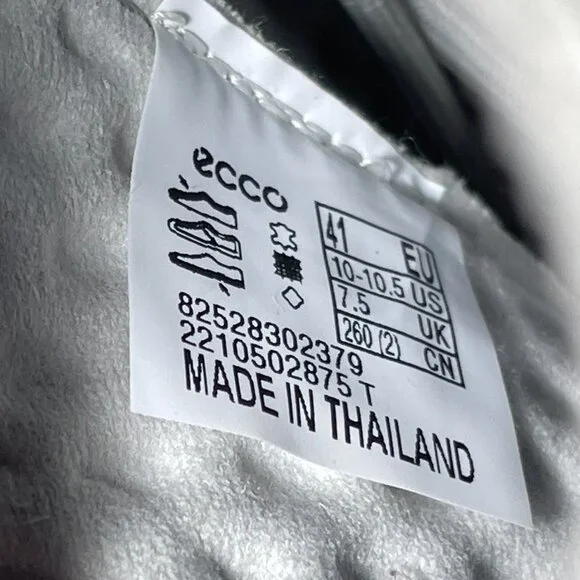 ecco
41 EU
10-10.5 US
7.5 UK
260 (2) CN
82528302379
2210502875 T
MADE IN THAILAND